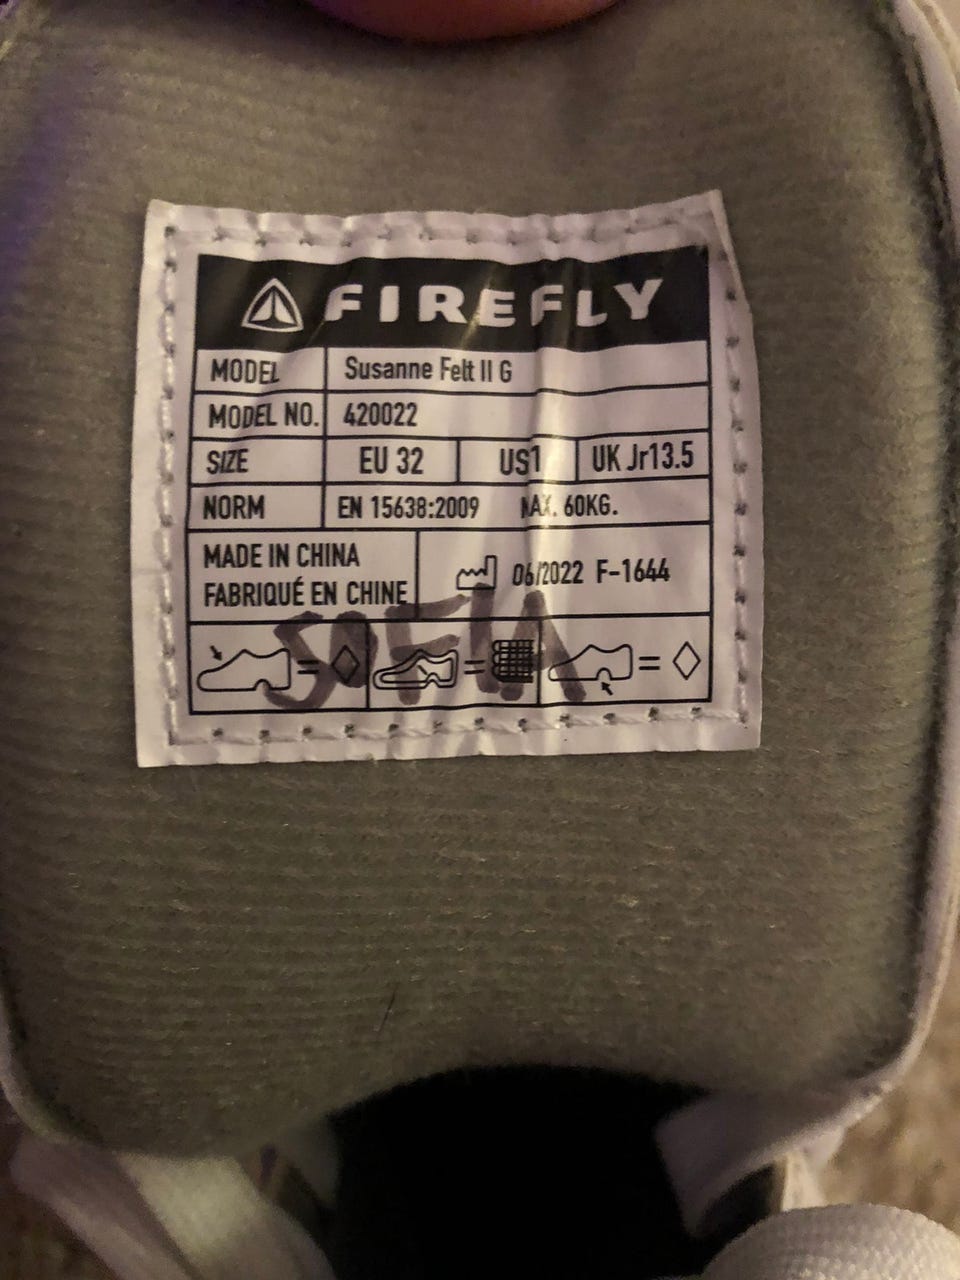 FIREFLY
MODEL Susanne Felt II G
MODEL NO. 420022
SIZE EU 32 US1 UK Jr13.5
NORM EN 15638:2009 MAX. 60KG.
MADE IN CHINA
FABRIQUÉ EN CHINE
06/2022 F-1644
SOFIA
= = =